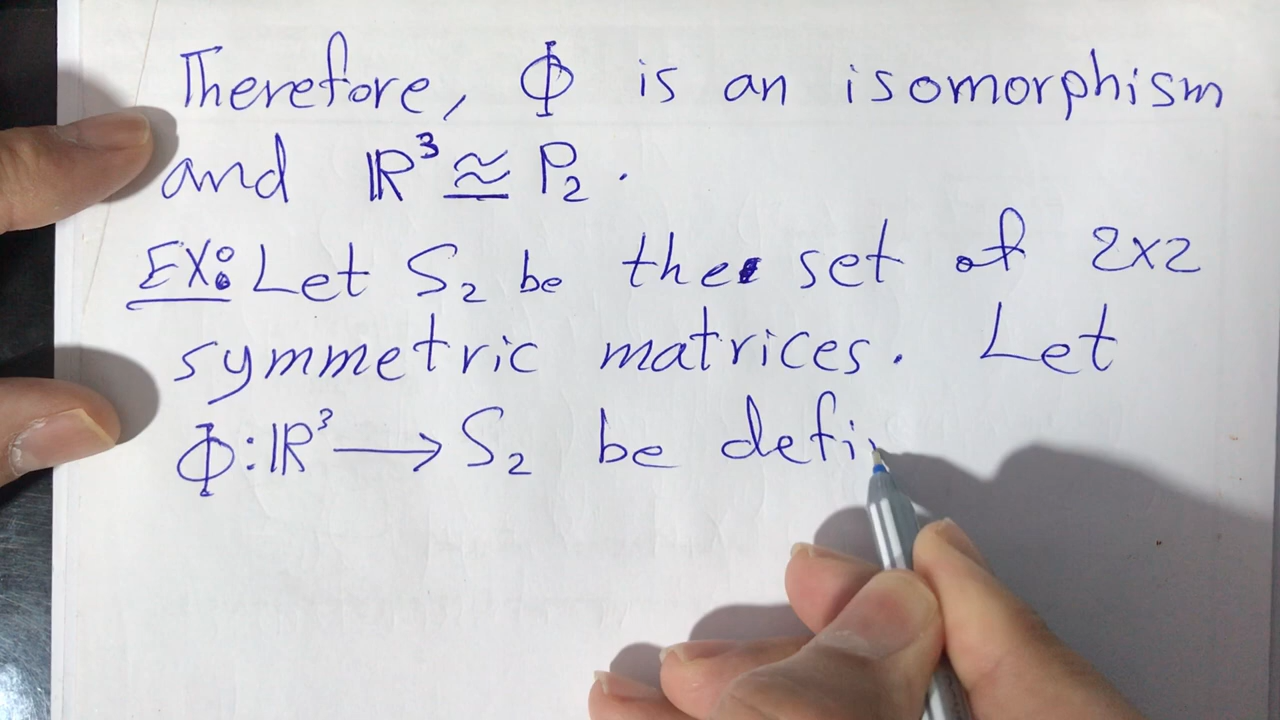 Therefore, Φ is an isomorphism
and ℝ³ ≅ P₂.
EX: Let S₂ be the set of 2x2
symmetric matrices. Let
Φ: ℝ³ ⟶ S₂ be defi